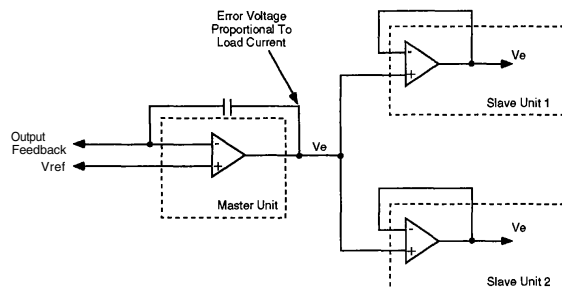 Error Voltage
Proportional To
Load Current
Ve
Slave Unit 1
Output
Feedback
Vref
Ve
Master Unit
Ve
Slave Unit 2
- 
+
-
+
-
+